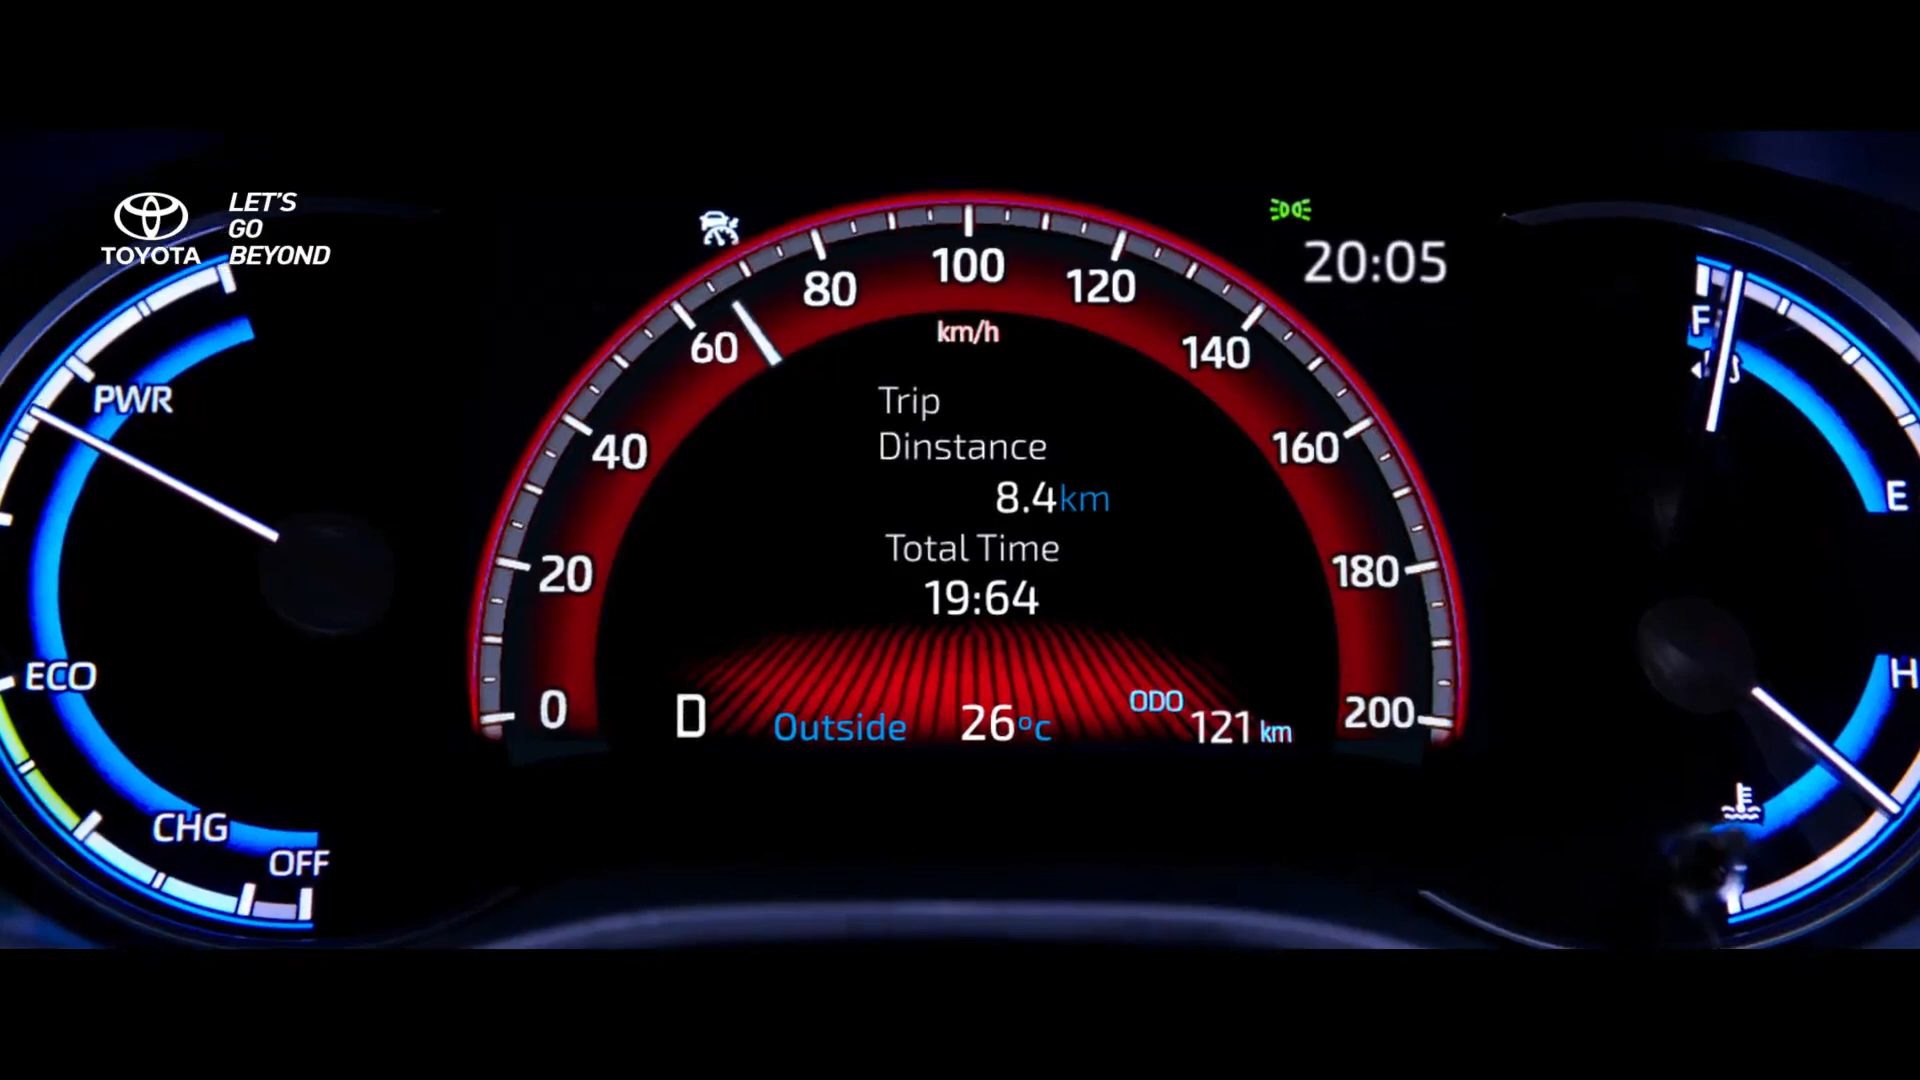 TOYOTA
LET'S
GO
BEYOND
20:05
PWR
ECO
CHG
OFF
0
20
40
60
80
100
120
140
160
180
200
km/h
Trip
Dinstance
8.4km
Total Time
19:64
D
Outside 26°c
ODO 121 km
F
E
H